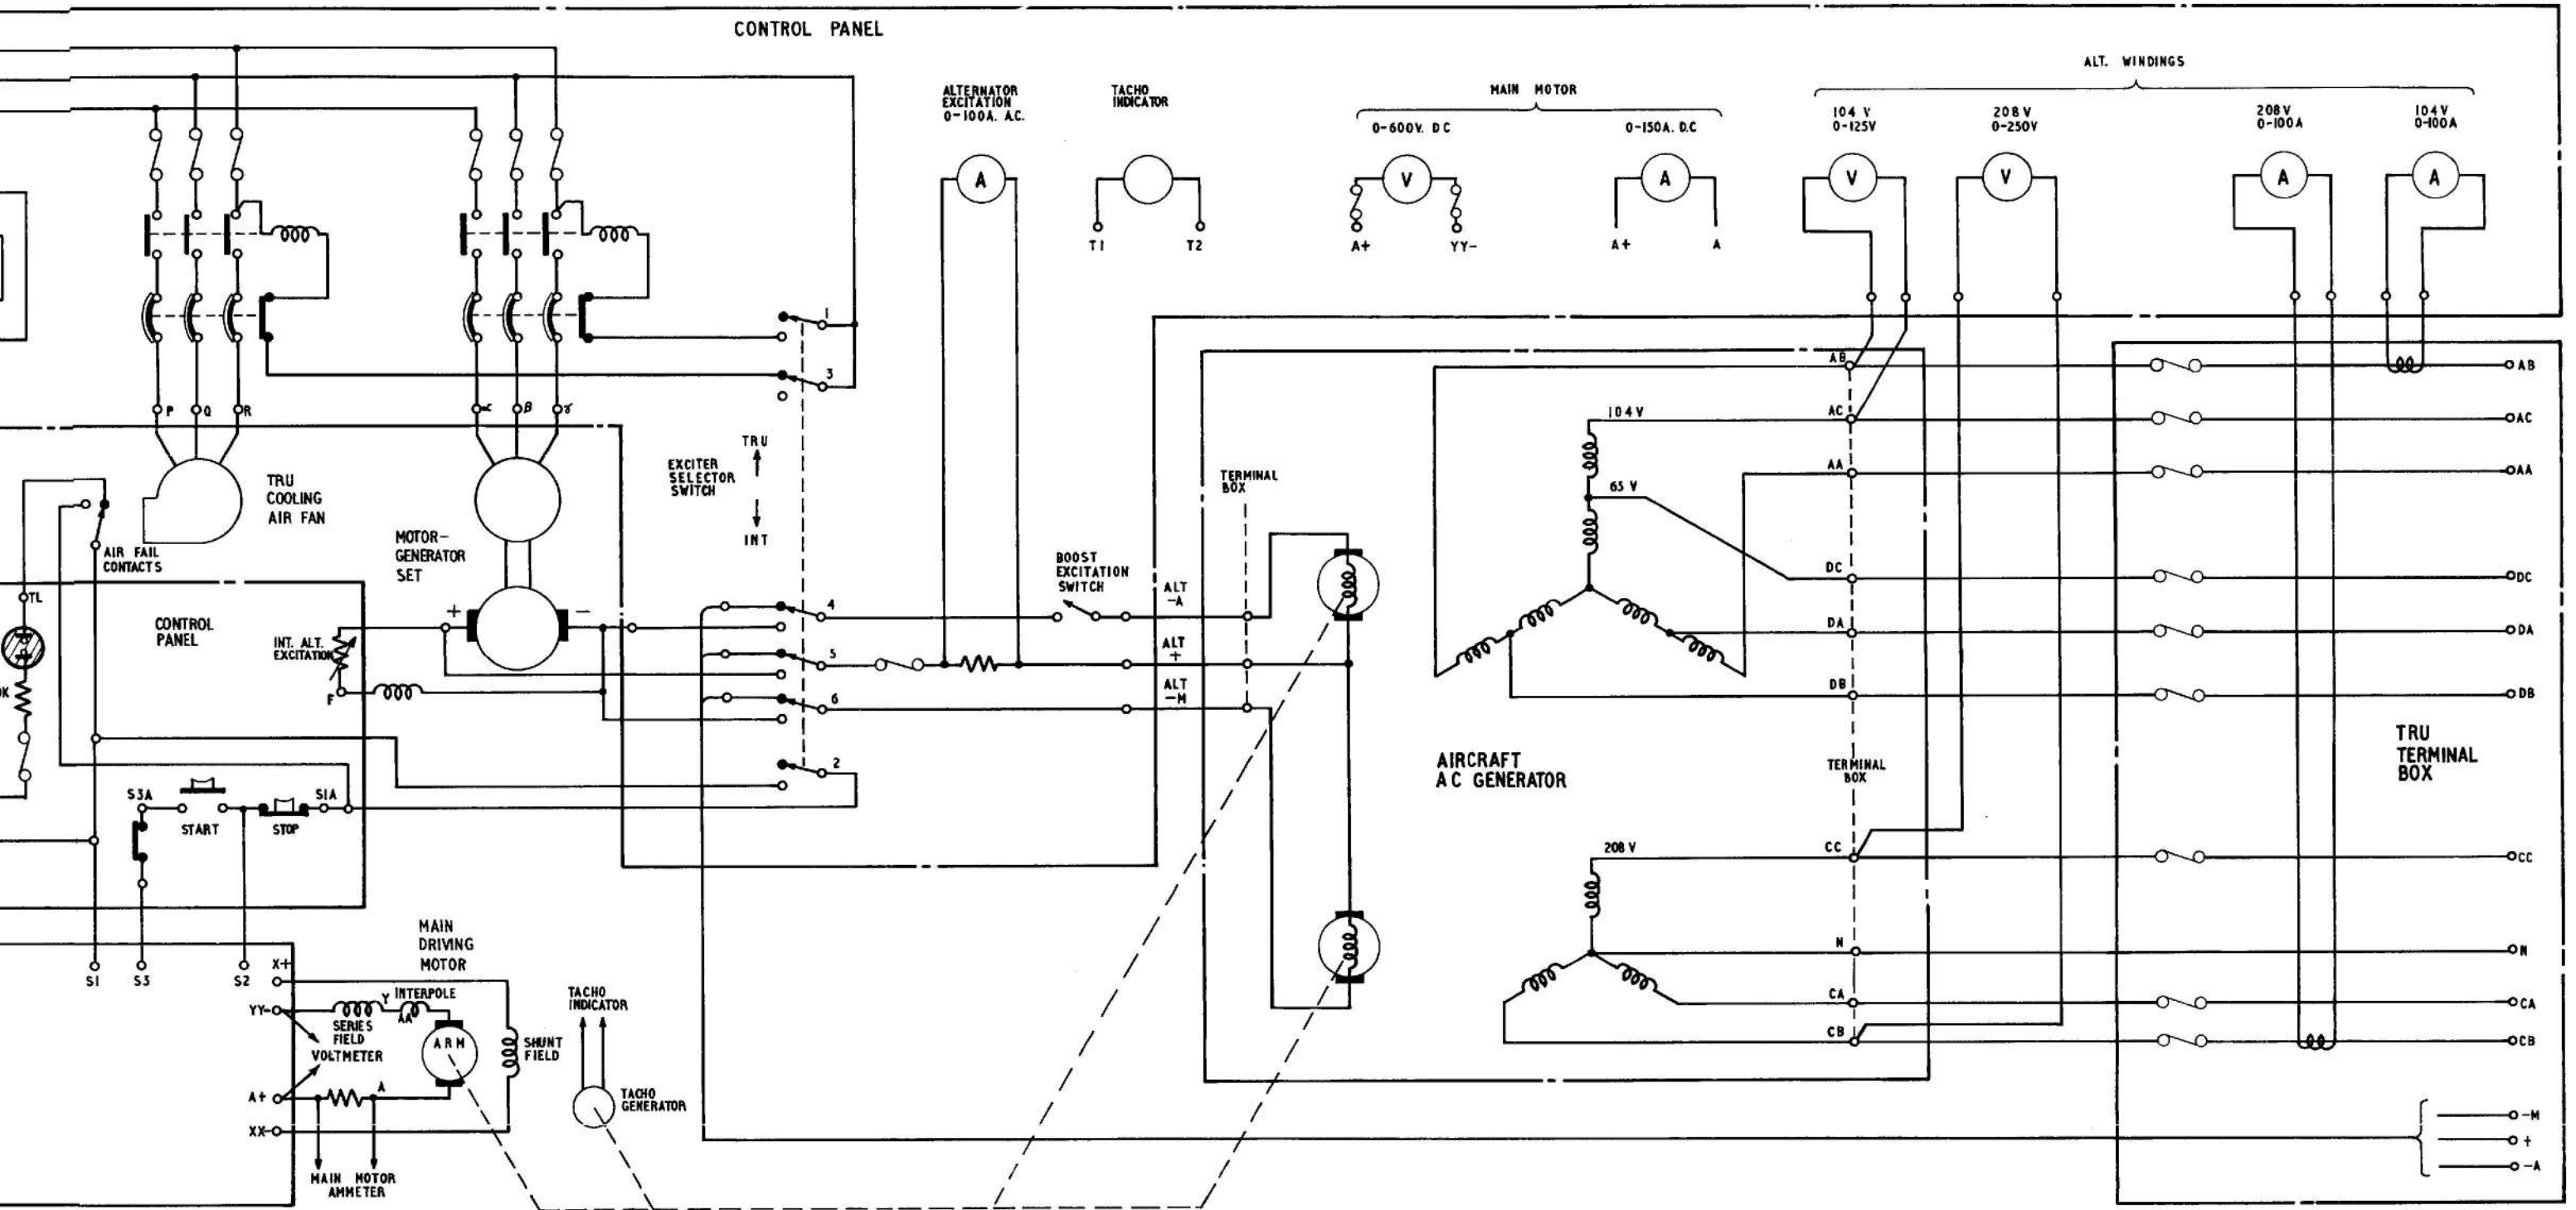 CONTROL PANEL
ALT. WINDINGS
ALTERNATOR
EXCITATION
0-100A. A.C.
TACHO
INDICATOR
MAIN MOTOR
0-600V. DC
0-150A. D.C
104 V
0-125V
208 V
0-250V
208V
0-100A
104V
0-100A
A
V
A
V
V
A
A
T1
T2
A+
YY-
A+
A
1
3
P
Q
R
β
γ
TRU
EXCITER
SELECTOR
SWITCH
INT
TRU
COOLING
AIR FAN
AIR FAIL
CONTACTS
MOTOR-
GENERATOR
SET
+
-
TL
CONTROL
PANEL
INT. ALT.
EXCITATION
F
4
5
6
2
BOOST
EXCITATION
SWITCH
ALT
-A
ALT
+
ALT
-M
TERMINAL
BOX
104V
65 V
AB
AC
AA
DC
DA
DB
AB
AC
AA
DC
DA
DB
AIRCRAFT
AC GENERATOR
TERMINAL
BOX
TRU
TERMINAL
BOX
S3A
START
STOP
S1A
208 V
CC
N
CA
CB
CC
N
CA
CB
S1
S3
S2
X+
MAIN
DRIVING
MOTOR
YY-
Y
INTERPOLE
AA
SERIES
FIELD
VOLTMETER
ARM
SHUNT
FIELD
A+
A
XX-
MAIN MOTOR
AMMETER
TACHO
INDICATOR
TACHO
GENERATOR
-M
+
-A